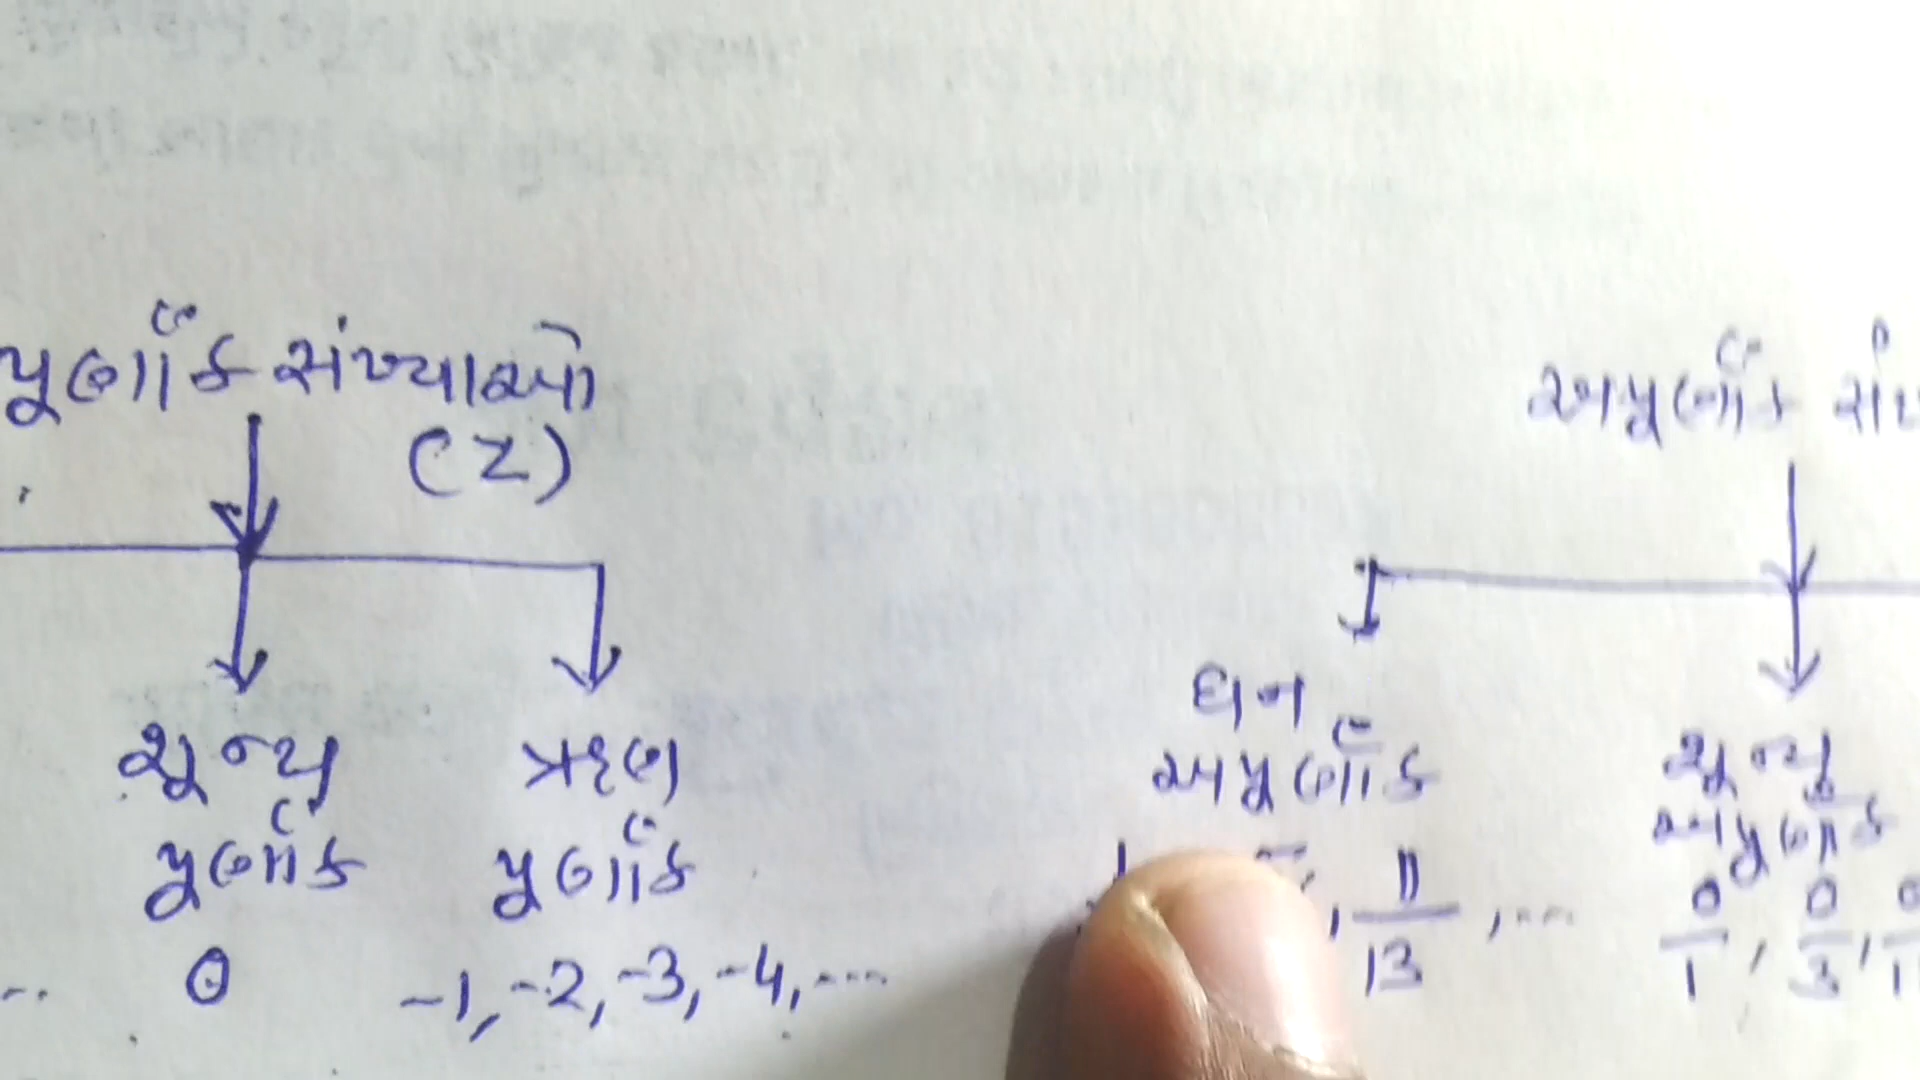 પૂર્ણાંક સંખ્યાઓ
(Z)
શૂન્ય
પૂર્ણાંક
0
ઋણ
પૂર્ણાંક
-1, -2, -3, -4, ...
અપૂર્ણાંક
ધન
અપૂર્ણાંક
, 11/13, ...
શૂન્ય
અપૂર્ણાંક
0/1, 0/3,